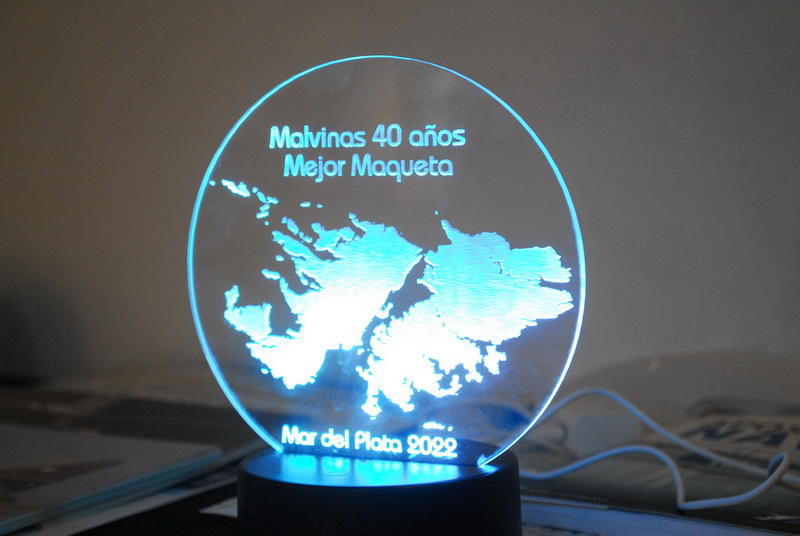 Malvinas 40 años
Mejor Maqueta
Mar del Plata 2022